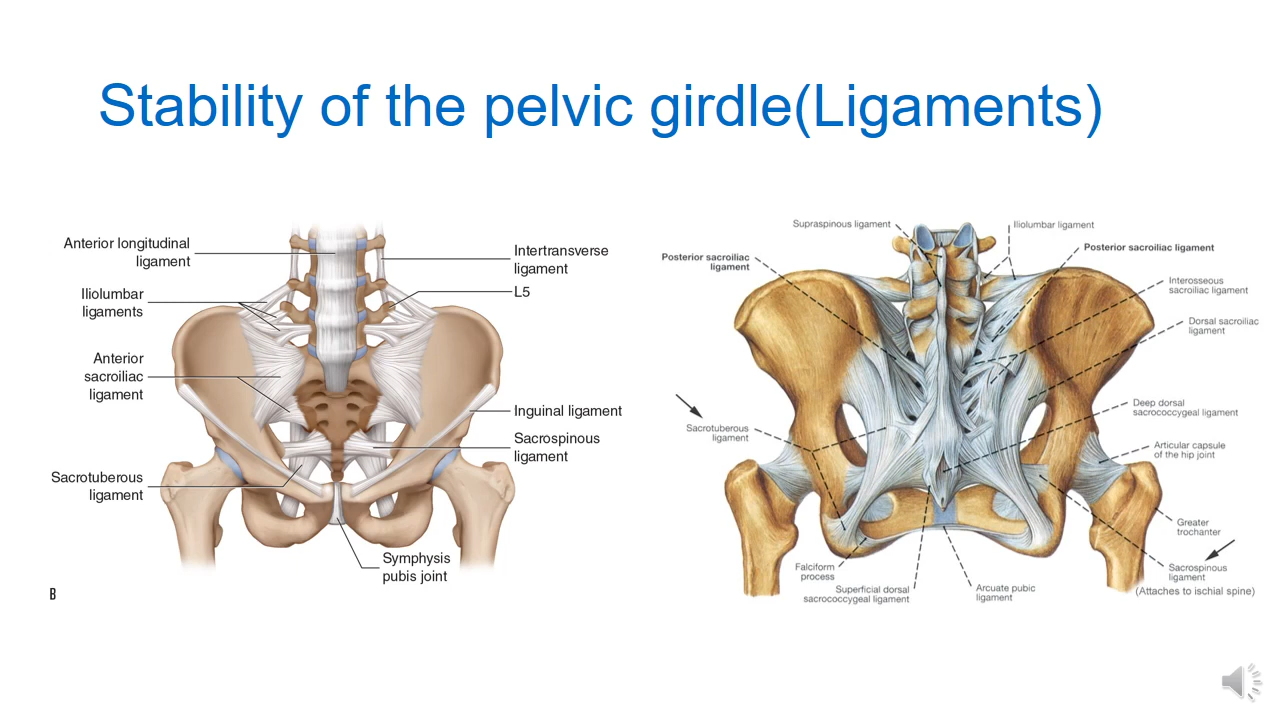 Stability of the pelvic girdle(Ligaments)
Anterior longitudinal
ligament
Iliolumbar
ligaments
Anterior
sacroiliac
ligament
Sacrotuberous
ligament
Intertransverse
ligament
L5
Inguinal ligament
Sacrospinous
ligament
Symphysis
pubis joint
B
Supraspinous ligament
Posterior sacroiliac
ligament
Sacrotuberous
ligament
Falciform
process
Superficial dorsal
sacrococcygeal ligament
Iliolumbar ligament
Posterior sacroiliac ligament
Interosseous
sacroiliac ligament
Dorsal sacroiliac
ligament
Deep dorsal
sacrococcygeal ligament
Articular capsule
of the hip joint
Greater
trochanter
Sacrospinous
ligament
(Attaches to ischial spine)
Arcuate pubic
ligament